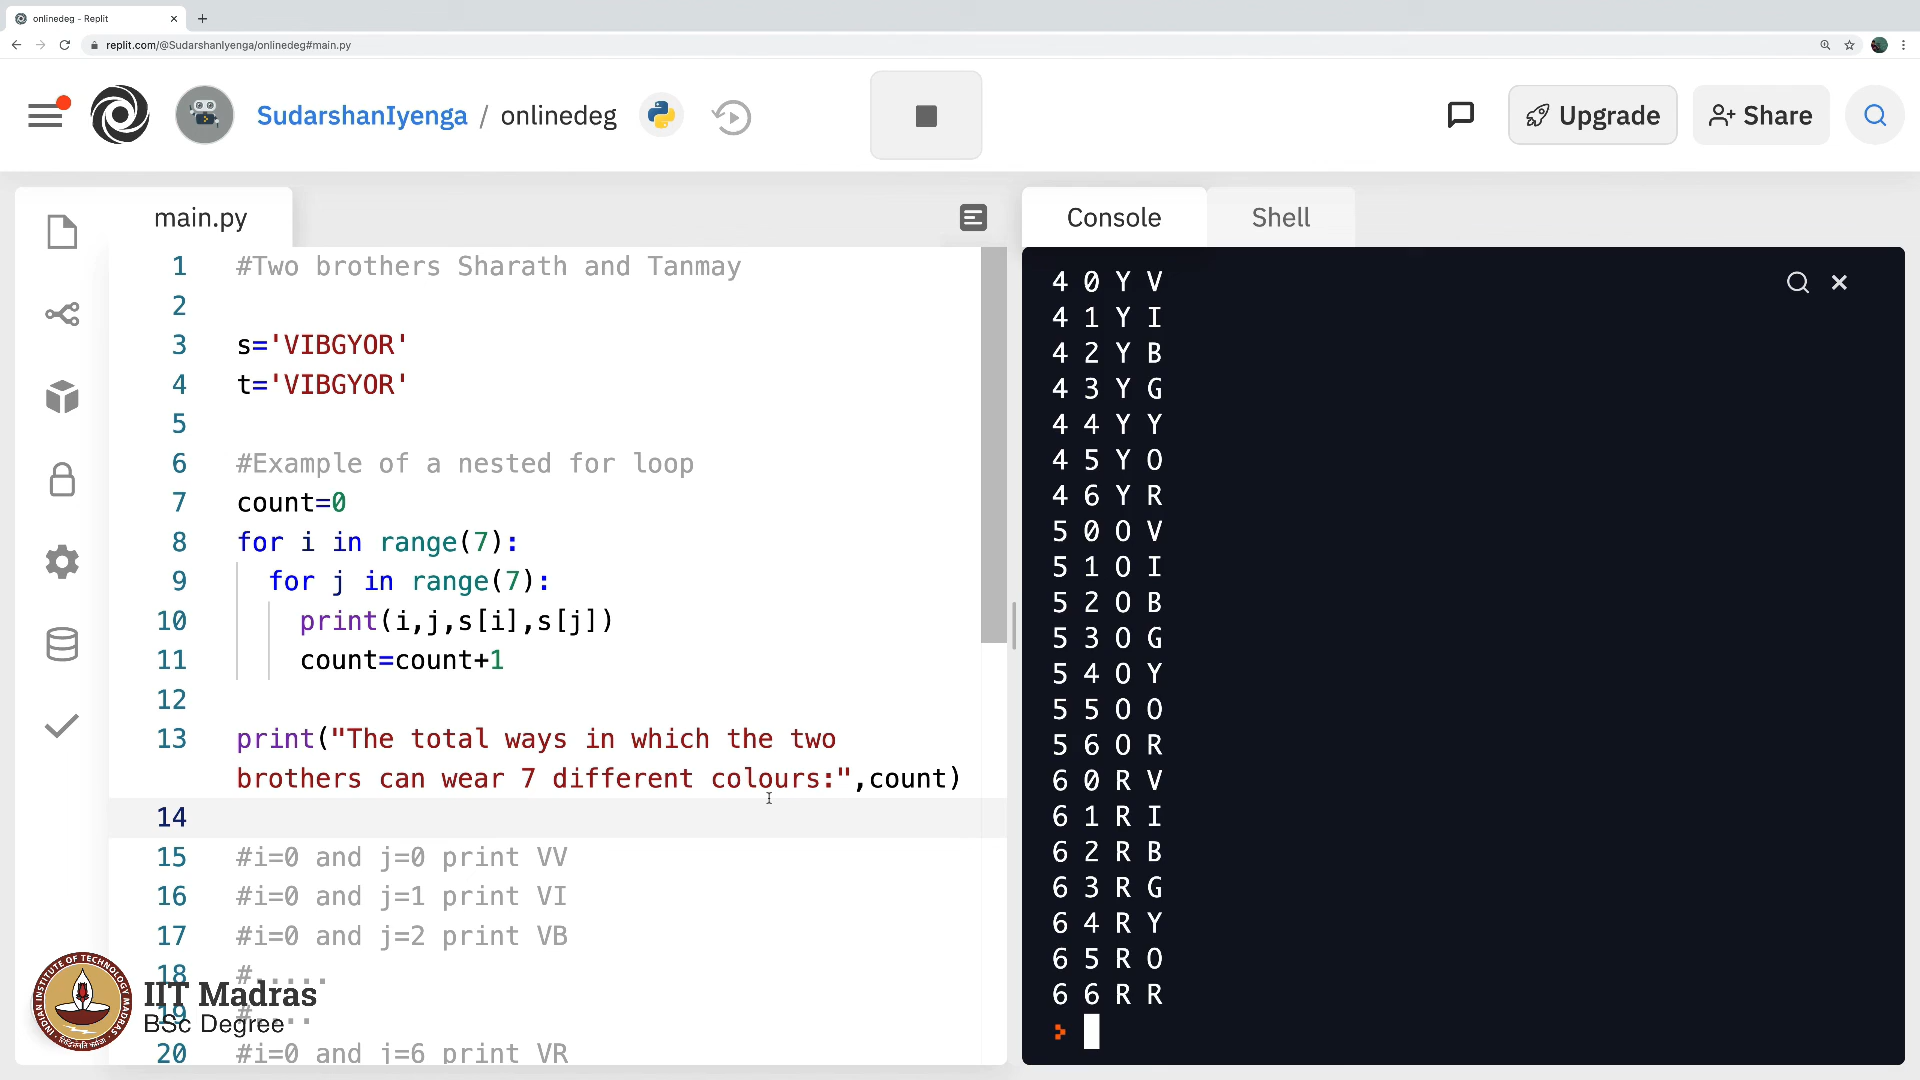 onlinedeg - Replit
replit.com/@SudarshanIyenga/onlinedeg#main.py
SudarshanIyenga / onlinedeg
Upgrade
Share
main.py
1 #Two brothers Sharath and Tanmay
2
3 s='VIBGYOR'
4 t='VIBGYOR'
5
6 #Example of a nested for loop
7 count=0
8 for i in range(7):
9 for j in range(7):
10 print(i,j,s[i],s[j])
11 count=count+1
12
13 print("The total ways in which the two
brothers can wear 7 different colours:",count)
14
15 #i=0 and j=0 print VV
16 #i=0 and j=1 print VI
17 #i=0 and j=2 print VB
18 #.....
19 #....
20 #i=0 and j=6 print VR
IIT Madras
BSc Degree
Console
Shell
4 0 Y V
4 1 Y I
4 2 Y B
4 3 Y G
4 4 Y Y
4 5 Y O
4 6 Y R
5 0 O V
5 1 O I
5 2 O B
5 3 O G
5 4 O Y
5 5 O O
5 6 O R
6 0 R V
6 1 R I
6 2 R B
6 3 R G
6 4 R Y
6 5 R O
6 6 R R
INDIAN INSTITUTE OF TECHNOLOGY MADRAS